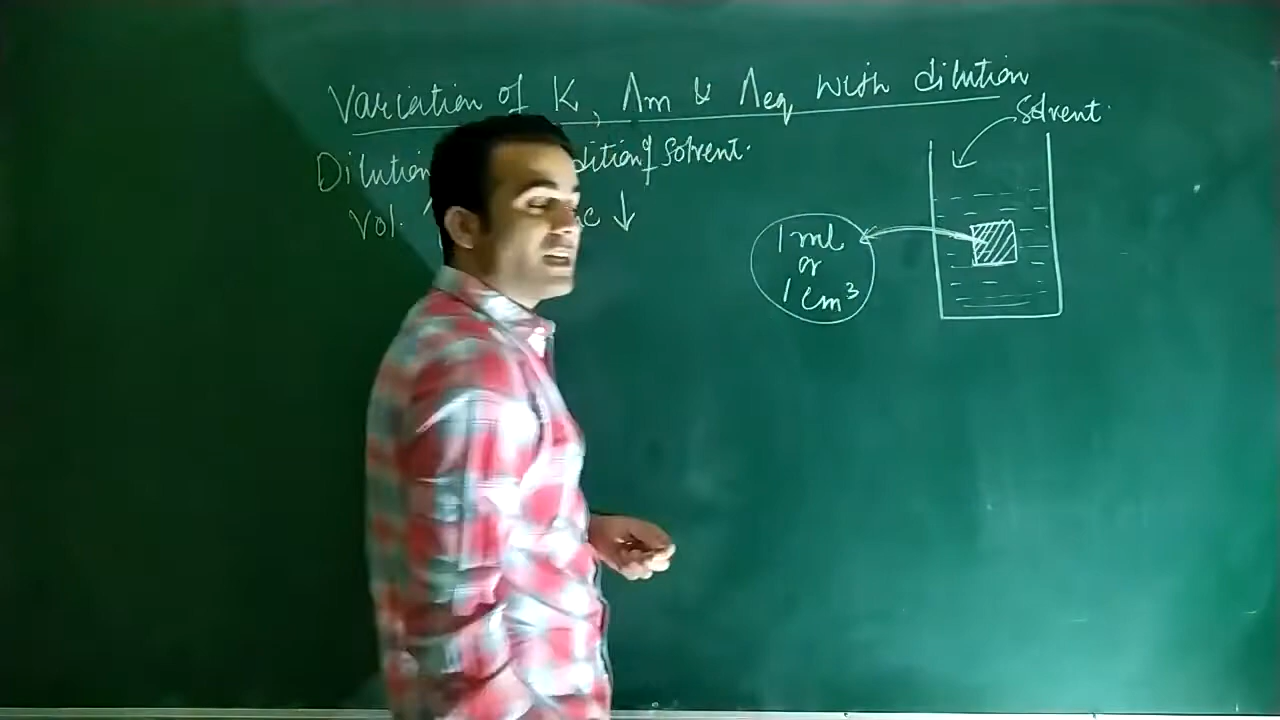 Variation of K, Λm & Λeq with dilution
Solvent.
Dilution dition of solvent.
Vol. ↑ c ↓
1 ml
or
1 cm³